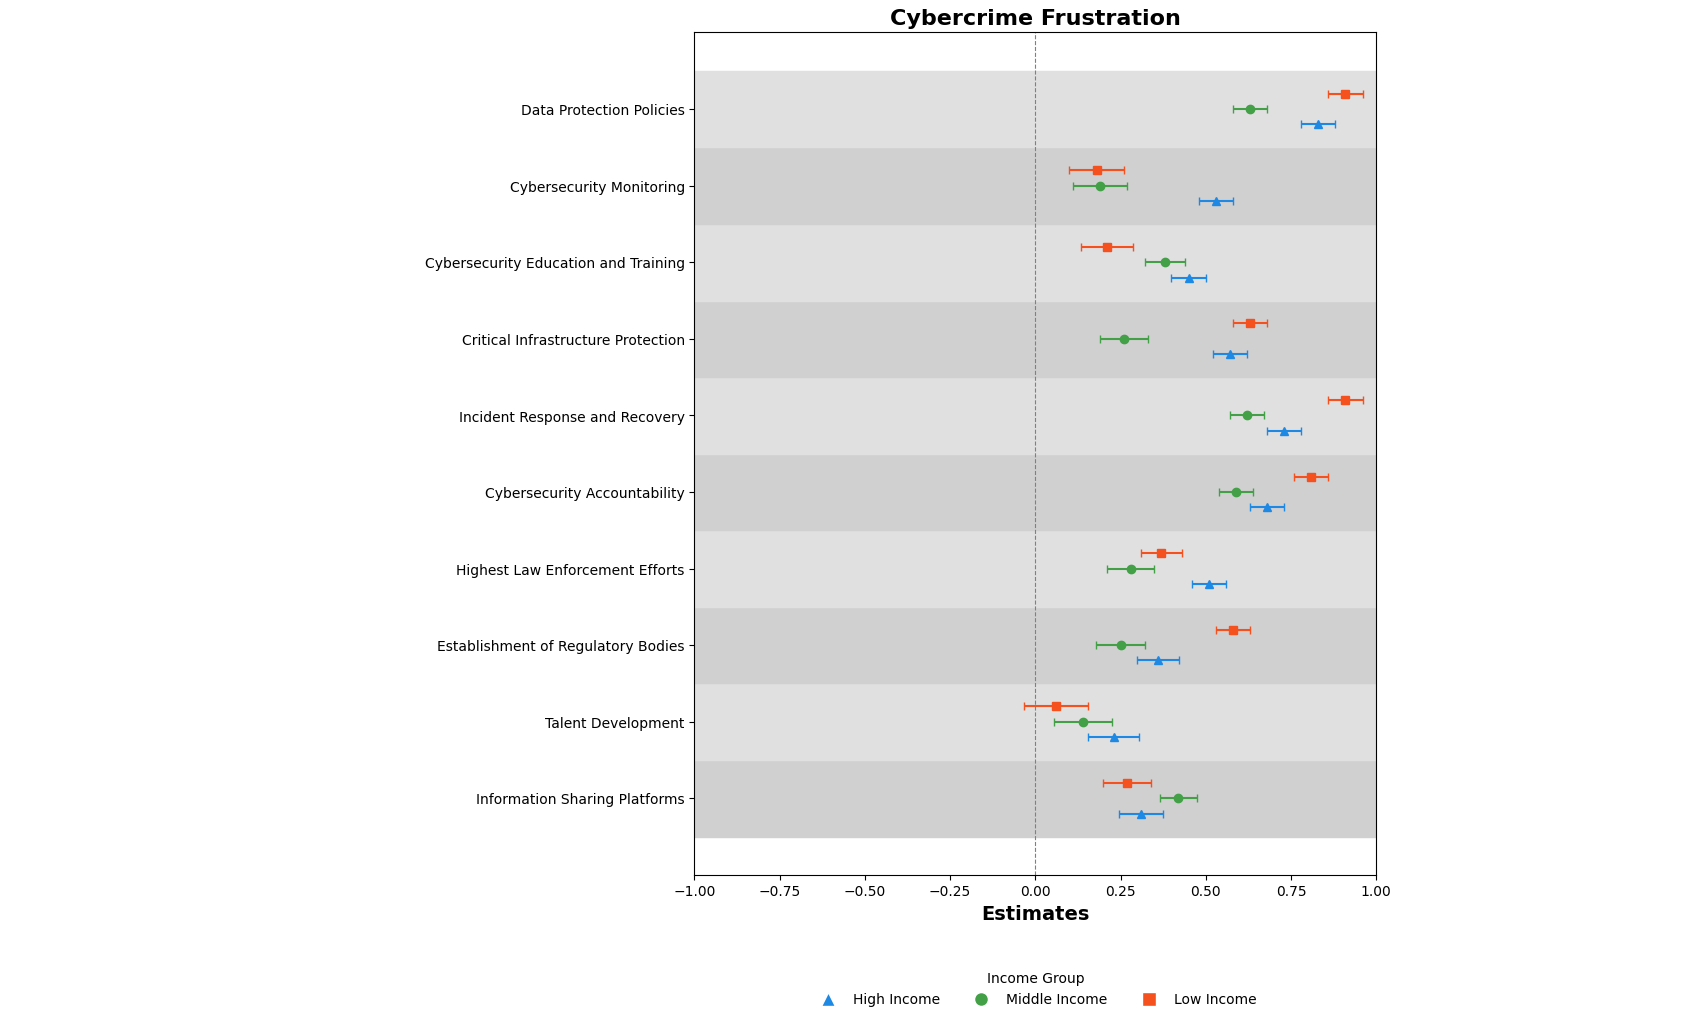 Cybercrime Frustration
Data Protection Policies
Cybersecurity Monitoring
Cybersecurity Education and Training
Critical Infrastructure Protection
Incident Response and Recovery
Cybersecurity Accountability
Highest Law Enforcement Efforts
Establishment of Regulatory Bodies
Talent Development
Information Sharing Platforms
−1.00 −0.75 −0.50 −0.25 0.00 0.25 0.50 0.75 1.00
Estimates
Income Group
High Income Middle Income Low Income